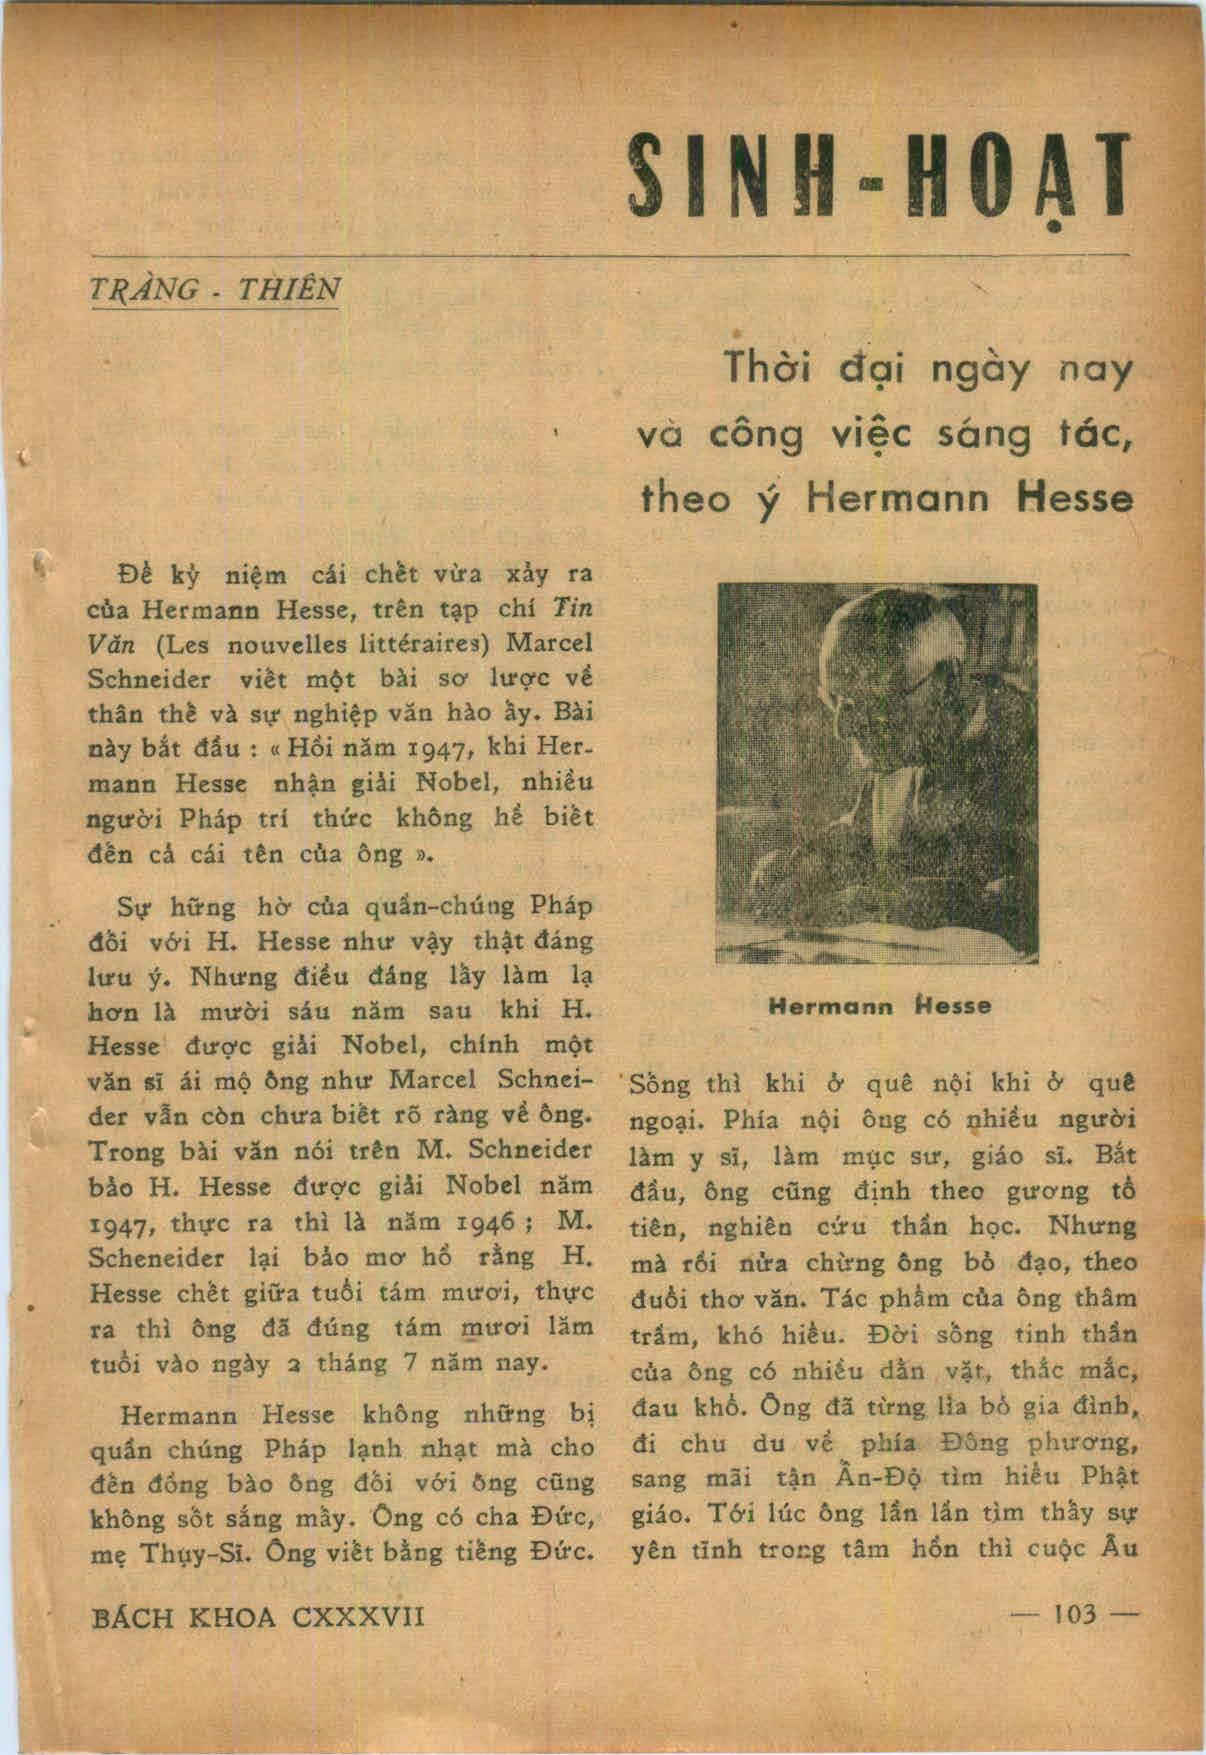 SINH-HOẠT
TRÀNG - THIÊN
Thời đại ngày nay
và công việc sáng tác,
theo ý Hermann Hesse
Để kỷ niệm cái chết vừa xảy ra
của Hermann Hesse, trên tạp chí Tin
Văn (Les nouvelles littéraires) Marcel
Schneider viết một bài sơ lược về
thân thế và sự nghiệp văn hào ấy. Bài
này bắt đầu : « Hồi năm 1947, khi Her-
mann Hesse nhận giải Nobel, nhiều
người Pháp trí thức không hề biết
đến cả cái tên của ông ».
Sự hững hờ của quần-chúng Pháp
đối với H. Hesse như vậy thật đáng
lưu ý. Nhưng điều đáng lấy làm lạ
hơn là mười sáu năm sau khi H.
Hesse được giải Nobel, chính một
văn sĩ ái mộ ông như Marcel Schnei-
der vẫn còn chưa biết rõ ràng về ông.
Trong bài văn nói trên M. Schneider
bảo H. Hesse được giải Nobel năm
1947, thực ra thì là năm 1946 ; M.
Scheneider lại bảo mơ hồ rằng H.
Hesse chết giữa tuổi tám mươi, thực
ra thì ông đã đúng tám mươi lăm
tuổi vào ngày 2 tháng 7 năm nay.
Hermann Hesse không những bị
quần chúng Pháp lạnh nhạt mà cho
đến đồng bào ông đối với ông cũng
không sốt sắng mấy. Ông có cha Đức,
mẹ Thụy-Sĩ. Ông viết bằng tiếng Đức.
Hermann Hesse
Sống thì khi ở quê nội khi ở quê
ngoại. Phía nội ông có nhiều người
làm y sĩ, làm mục sư, giáo sĩ. Bắt
đầu, ông cũng định theo gương tổ
tiên, nghiên cứu thần học. Nhưng
mà rồi nửa chừng ông bỏ đạo, theo
đuổi thơ văn. Tác phẩm của ông thâm
trầm, khó hiểu. Đời sống tinh thần
của ông có nhiều dằn vặt, thắc mắc,
đau khổ. Ông đã từng lìa bỏ gia đình,
đi chu du về phía Đông phương,
sang mãi tận Ấn-Độ tìm hiểu Phật
giáo. Tới lúc ông lần lần tìm thấy sự
yên tĩnh trong tâm hồn thì cuộc Âu
BÁCH KHOA CXXXVII
— 103 —